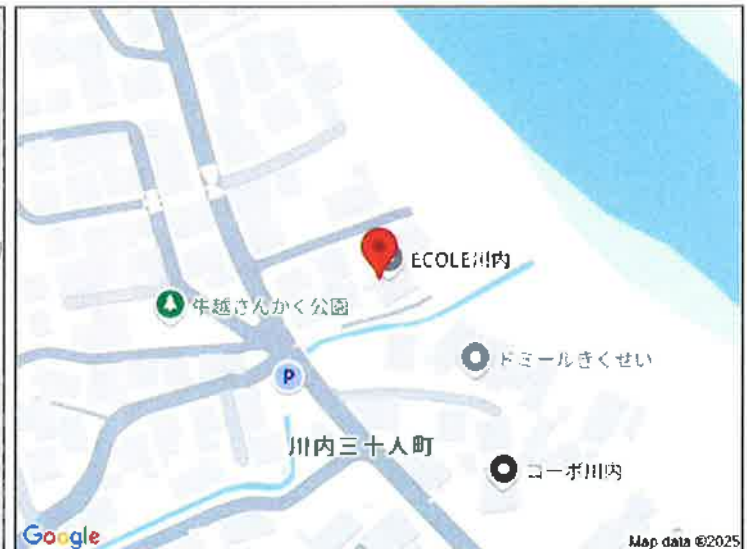 ECOLE川内
牛越さんかく公園
ドミールきくせい
P
川内三十人町
コーポ川内
Google
Map data ©2025